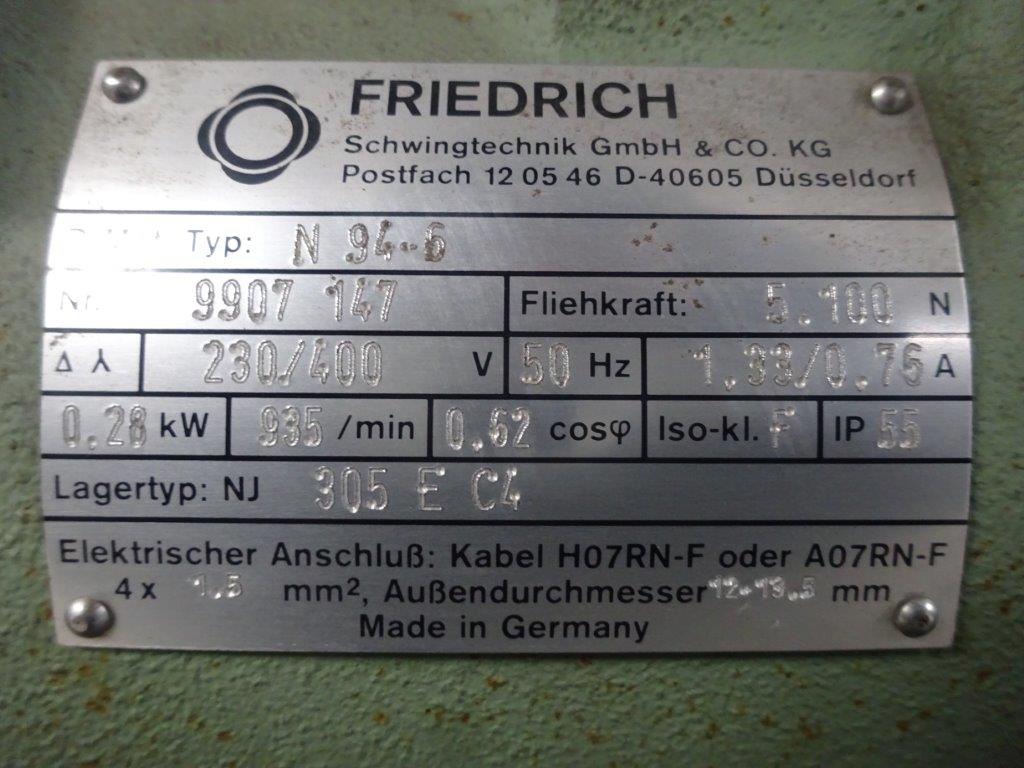 FRIEDRICH
Schwingtechnik GmbH & CO. KG
Postfach 12 05 46 D-40605 Düsseldorf
Typ: N 94-6
Nr. 9907 147 Fliehkraft: 5.100 N
Δ ⅄ 230/400 V 50 Hz 1.33/0.76 A
0.28 kW 935 /min 0.62 cosφ Iso-kl. F IP 55
Lagertyp: NJ 305 E C4
Elektrischer Anschluß: Kabel H07RN-F oder A07RN-F
4 x 1.5 mm², Außendurchmesser 12-13.5 mm
Made in Germany